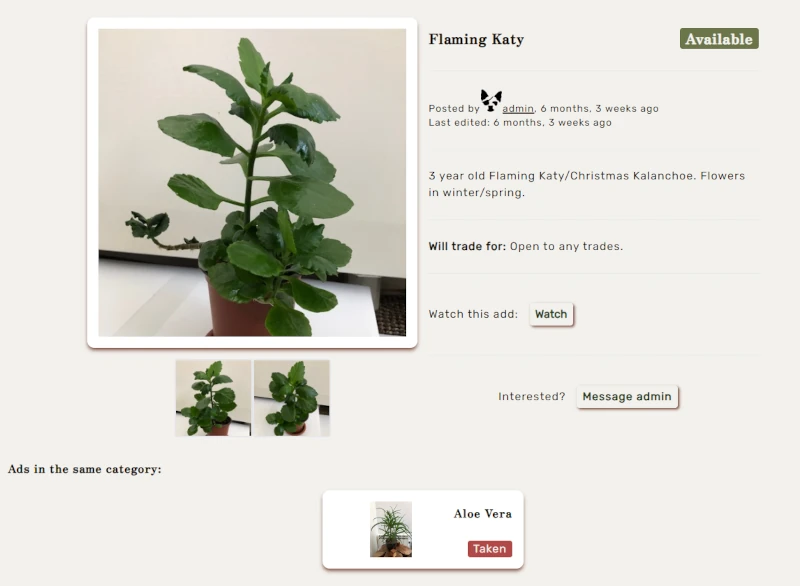 Flaming Katy
Available
Posted by admin, 6 months, 3 weeks ago
Last edited: 6 months, 3 weeks ago
3 year old Flaming Katy/Christmas Kalanchoe. Flowers
in winter/spring.
Will trade for: Open to any trades.
Watch this add: Watch
Interested? Message admin
Ads in the same category:
Aloe Vera
Taken